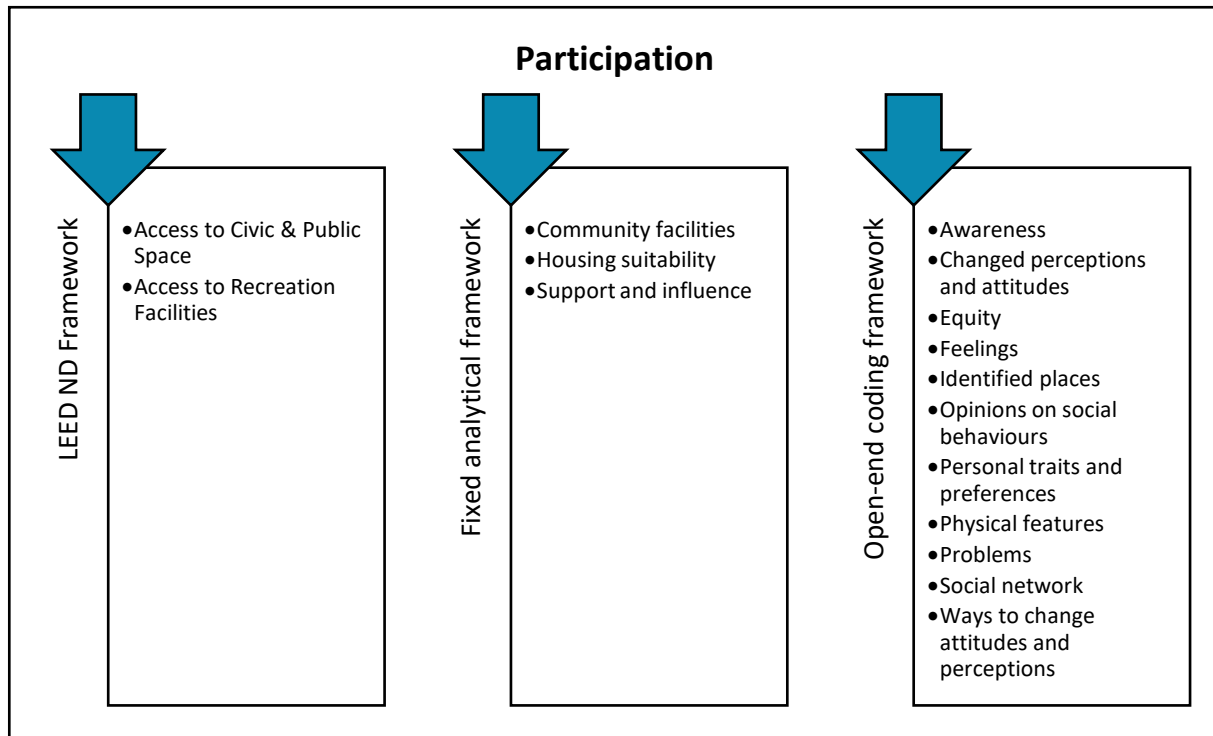 Participation
LEED ND Framework
•Access to Civic & Public
Space
•Access to Recreation
Facilities
Fixed analytical framework
•Community facilities
•Housing suitability
•Support and influence
Open-end coding framework
•Awareness
•Changed perceptions
and attitudes
•Equity
•Feelings
•Identified places
•Opinions on social
behaviours
•Personal traits and
preferences
•Physical features
•Problems
•Social network
•Ways to change
attitudes and
perceptions